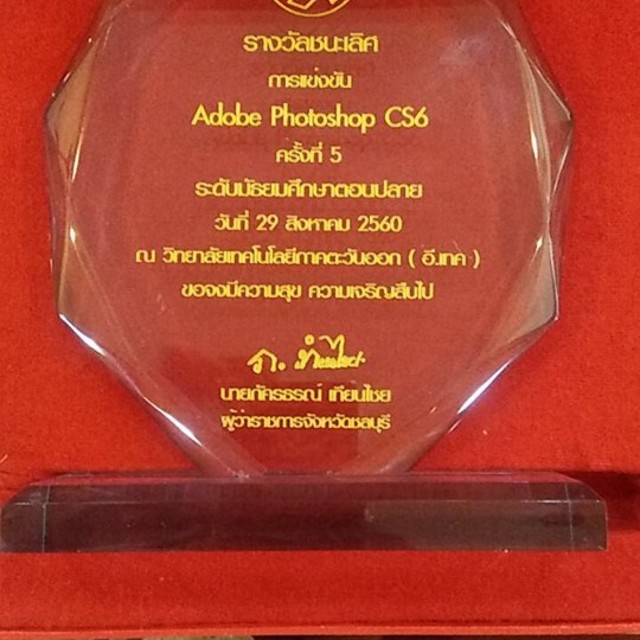 รางวัลชนะเลิศ
การแข่งขัน
Adobe Photoshop CS6
ครั้งที่ 5
ระดับมัธยมศึกษาตอนปลาย
วันที่ 29 สิงหาคม 2560
ณ วิทยาลัยเทคโนโลยีภาคตะวันออก ( อี.เทค )
ขอจงมีความสุข ความเจริญสืบไป
นายภัครธรณ์ เทียนไชย
ผู้ว่าราชการจังหวัดชลบุรี